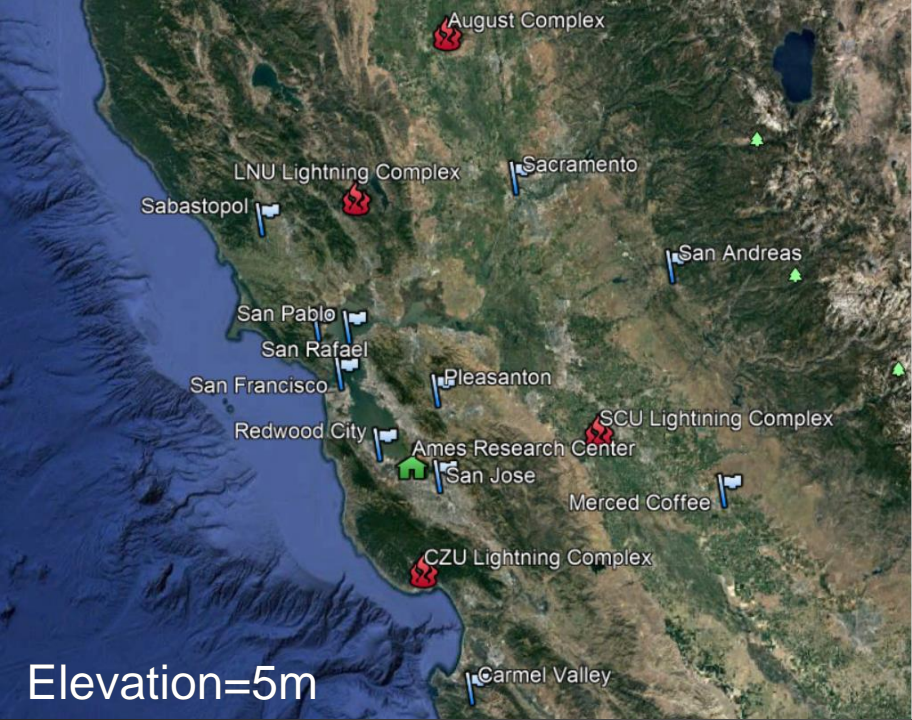 August Complex
Sacramento
LNU Lightning Complex
Sabastopol
San Andreas
San Pablo
San Rafael
Pleasanton
San Francisco
SCU Lightining Complex
Redwood City
Ames Research Center
San Jose
Merced Coffee
CZU Lightning Complex
Carmel Valley
Elevation=5m